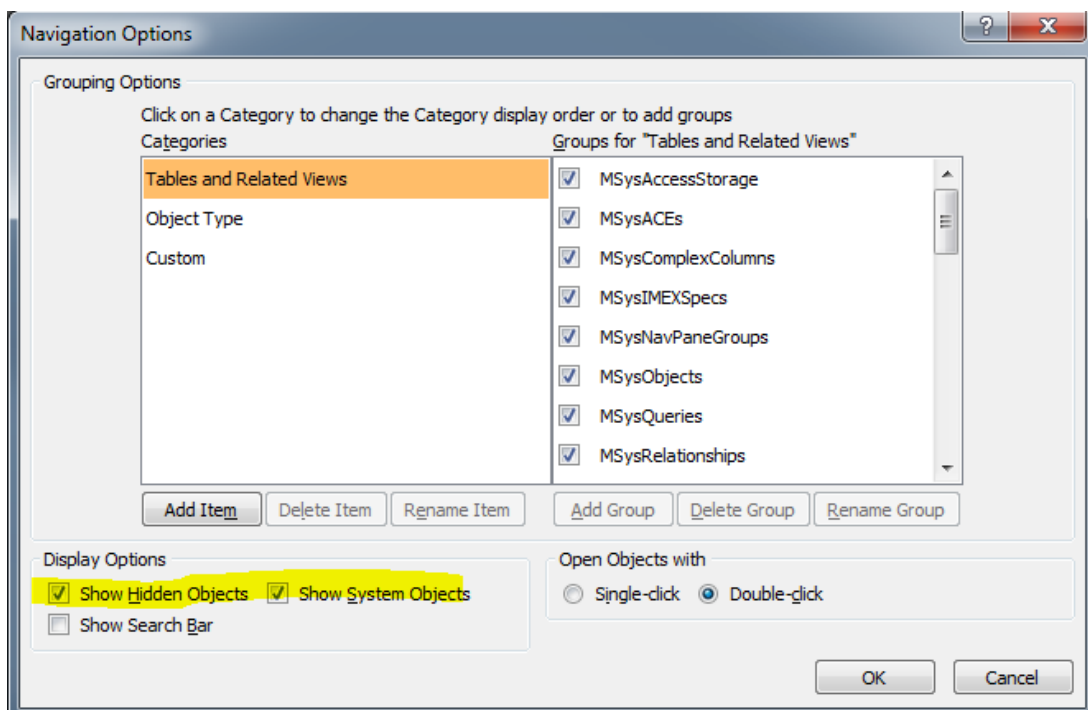 Navigation Options
Grouping Options
Click on a Category to change the Category display order or to add groups
Categories
Groups for "Tables and Related Views"
Tables and Related Views
Object Type
Custom
MSysAccessStorage
MSysACEs
MSysComplexColumns
MSysIMEXSpecs
MSysNavPaneGroups
MSysObjects
MSysQueries
MSysRelationships
Add Item Delete Item Rename Item Add Group Delete Group Rename Group
Display Options
Show Hidden Objects Show System Objects
Show Search Bar
Open Objects with
Single-click Double-click
OK Cancel